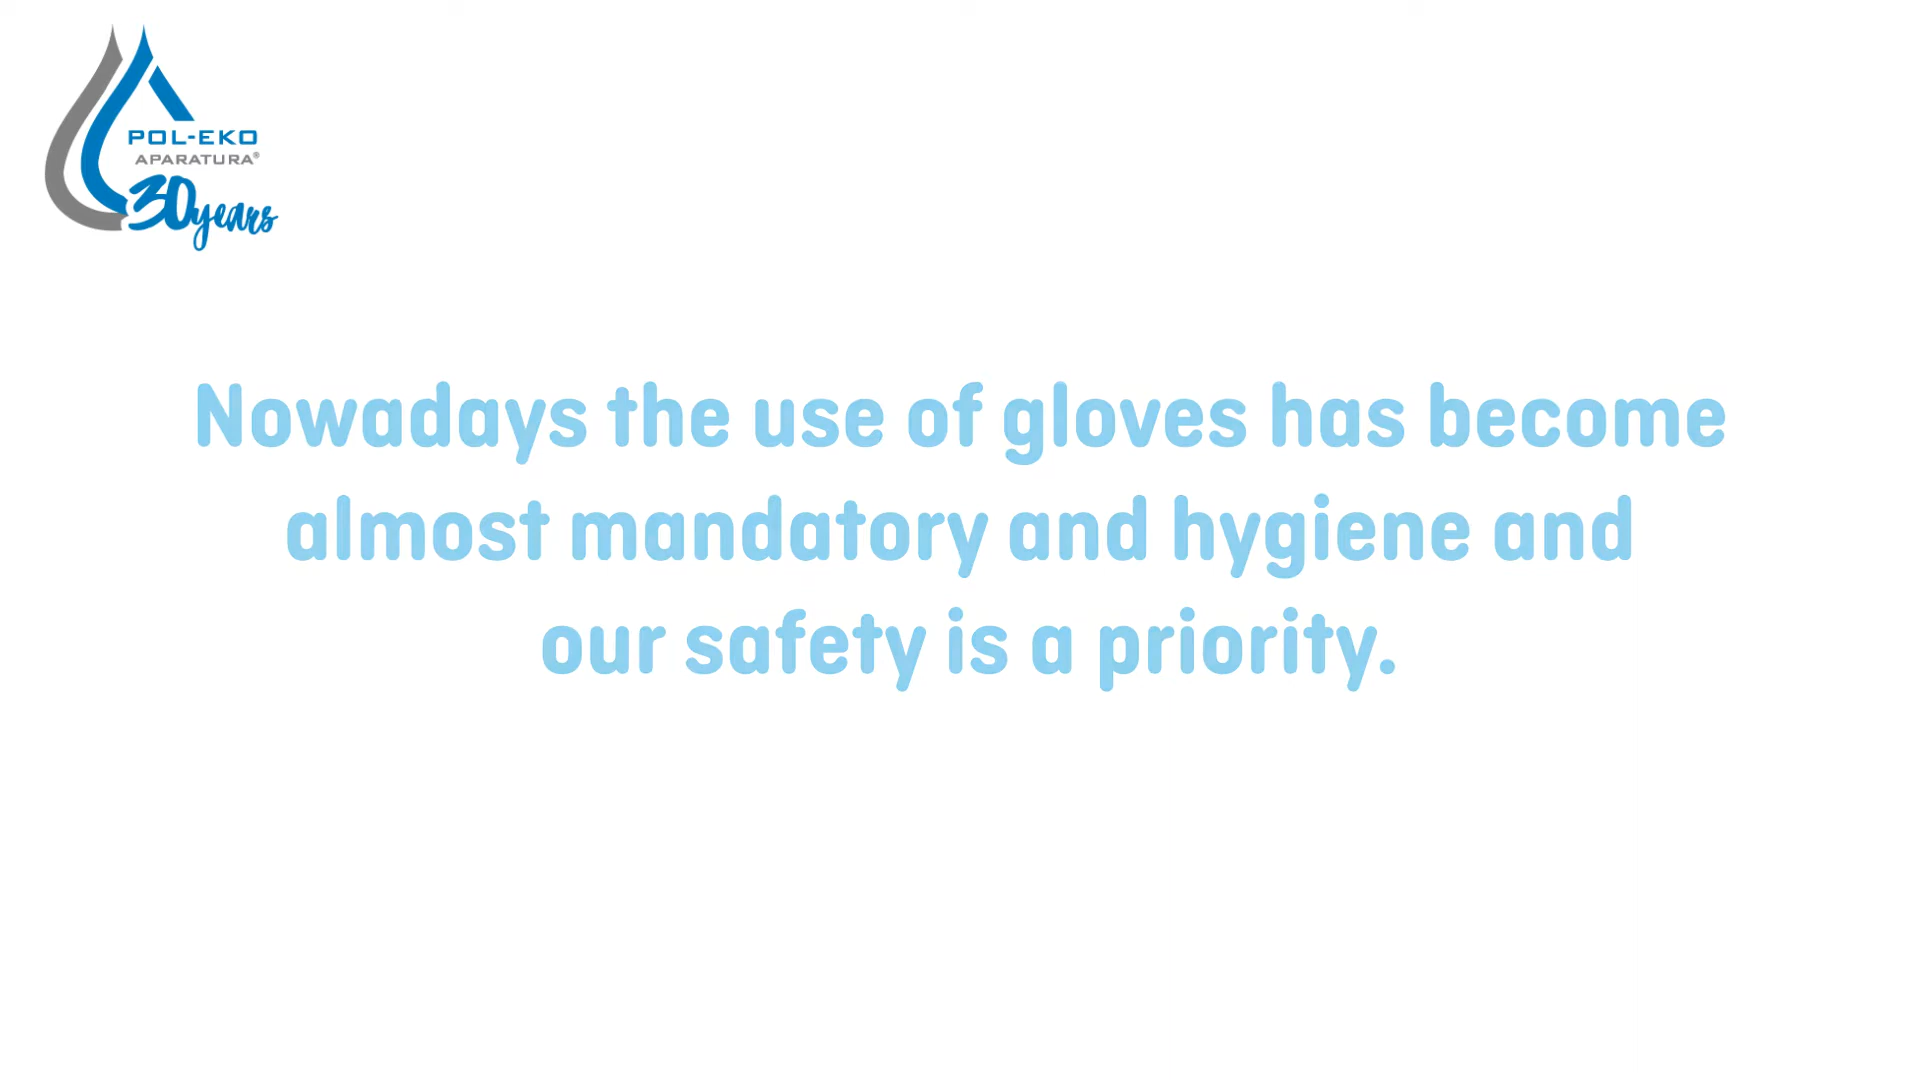 POL-EKO
APARATURA®
30years
Nowadays the use of gloves has become
almost mandatory and hygiene and
our safety is a priority.